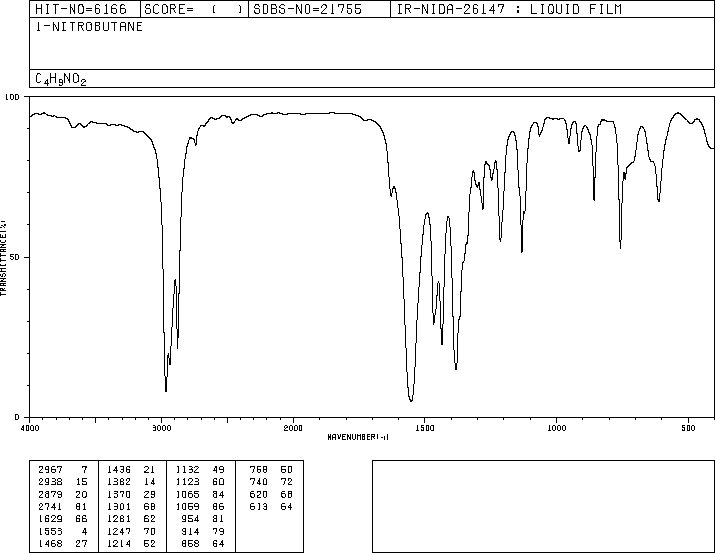 HIT-NO=6166 SCORE= ( ) SDBS-NO=21755 IR-NIDA-26147 : LIQUID FILM
1-NITROBUTANE
C4H9NO2
100
50
0
TRANSMITTANCE(%)
4000 3000 2000 1500 1000 500
WAVENUMBER(-1)
2967 7 1436 21 1132 49 758 50
2938 15 1382 14 1123 60 740 72
2879 20 1370 29 1065 84 620 68
2741 81 1301 68 1059 86 613 64
1629 66 1281 62 954 81
1553 4 1247 70 914 79
1468 27 1214 52 858 64